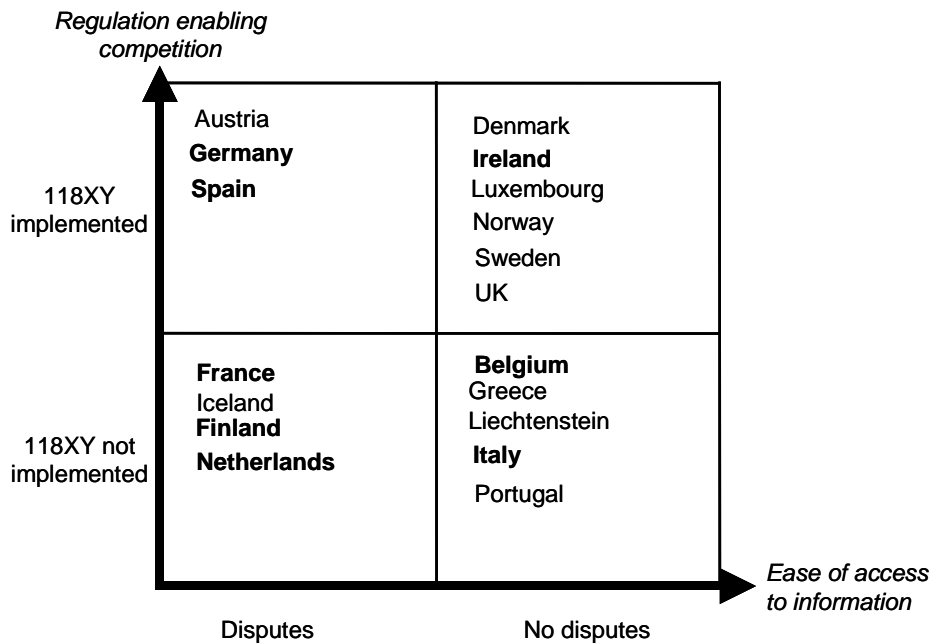 Regulation enabling
competition
118XY
implemented
Austria
Germany
Spain
Denmark
Ireland
Luxembourg
Norway
Sweden
UK
118XY not
implemented
France
Iceland
Finland
Netherlands
Belgium
Greece
Liechtenstein
Italy
Portugal
Ease of access
to information
Disputes
No disputes